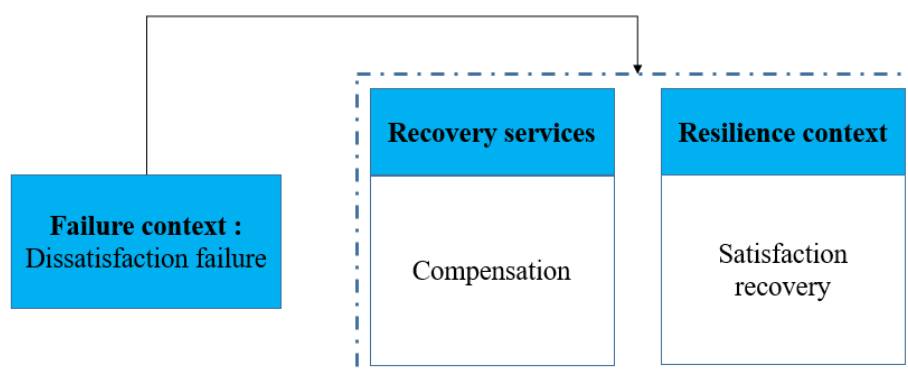 Recovery services
Resilience context
Failure context :
Dissatisfaction failure
Compensation
Satisfaction
recovery